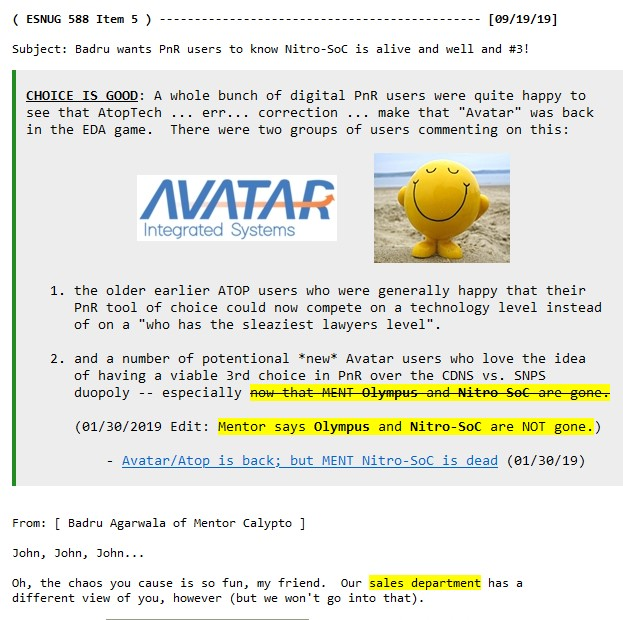 ( ESNUG 588 Item 5 ) -------------------------------------------- [09/19/19]
Subject: Badru wants PnR users to know Nitro-SoC is alive and well and #3!
CHOICE IS GOOD: A whole bunch of digital PnR users were quite happy to
see that AtopTech ... err... correction ... make that "Avatar" was back
in the EDA game.  There were two groups of users commenting on this:
AVATAR
Integrated Systems
1. the older earlier ATOP users who were generally happy that their
PnR tool of choice could now compete on a technology level instead
of on a "who has the sleaziest lawyers level".
2. and a number of potential *new* Avatar users who love the idea
of having a viable 3rd choice in PnR over the CDNS vs. SNPS
duopoly -- especially now that MENT Olympus and Nitro SoC are gone.
(01/30/2019 Edit: Mentor says Olympus and Nitro-SoC are NOT gone.)
- Avatar/Atop is back; but MENT Nitro-SoC is dead (01/30/19)
From: [ Badru Agarwala of Mentor Calypto ]
John, John, John...
Oh, the chaos you cause is so fun, my friend.  Our sales department has a
different view of you, however (but we won't go into that).